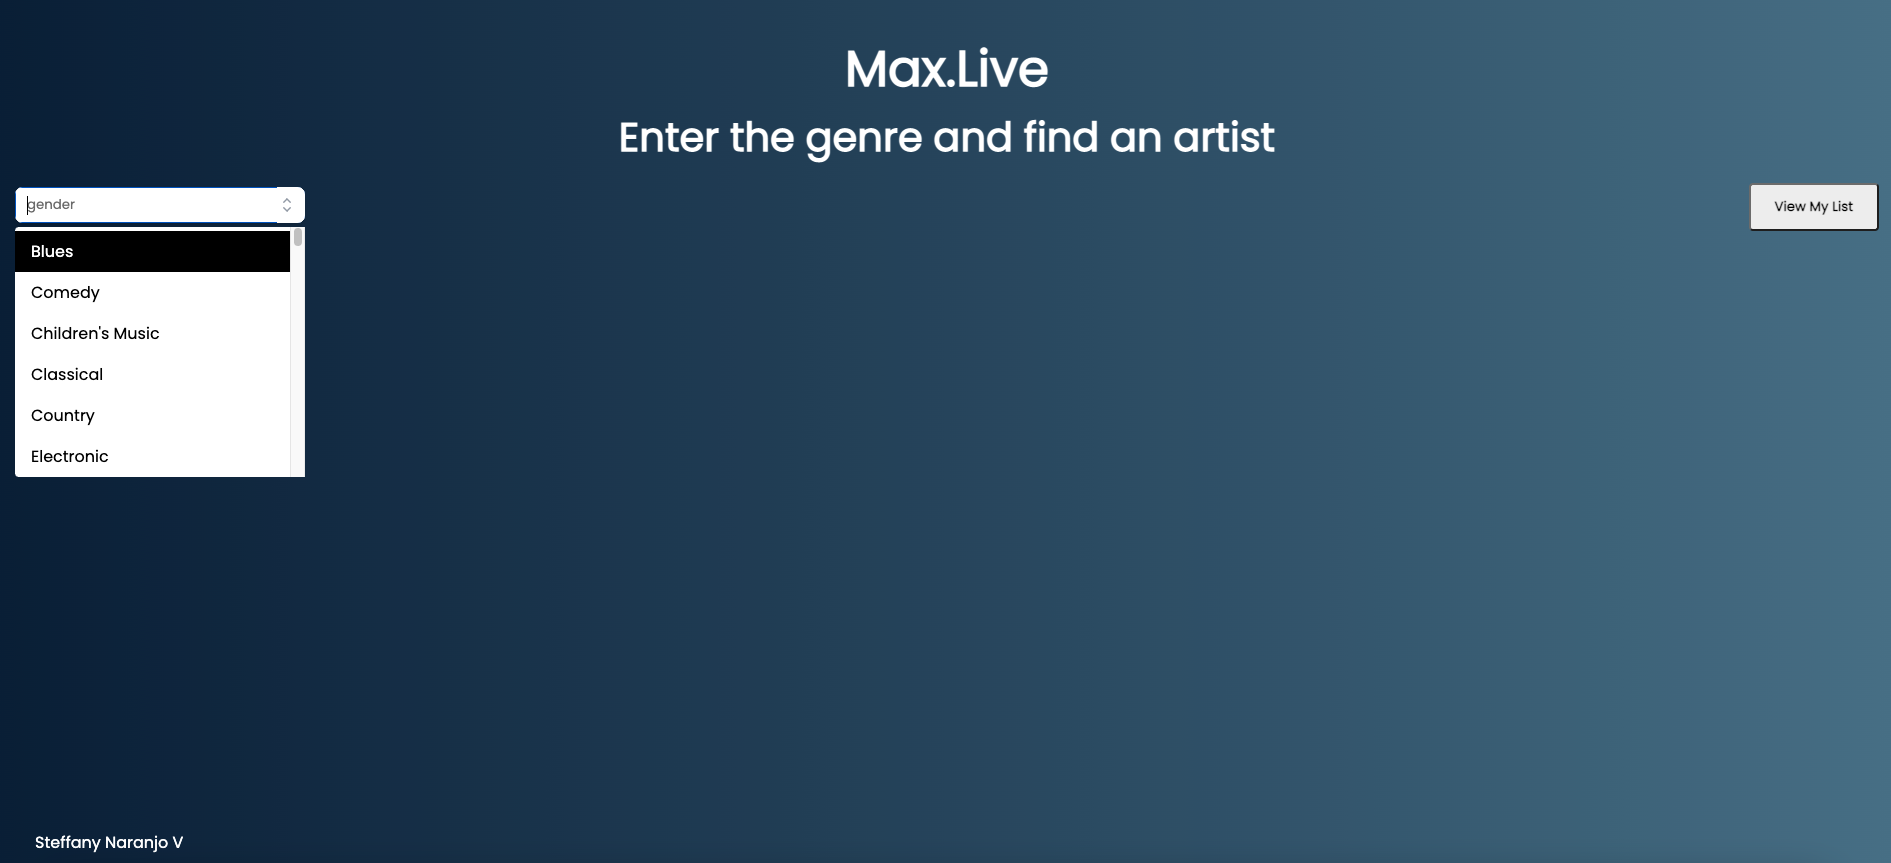 Max.Live
Enter the genre and find an artist
gender
View My List
Blues
Comedy
Children's Music
Classical
Country
Electronic
Steffany Naranjo V